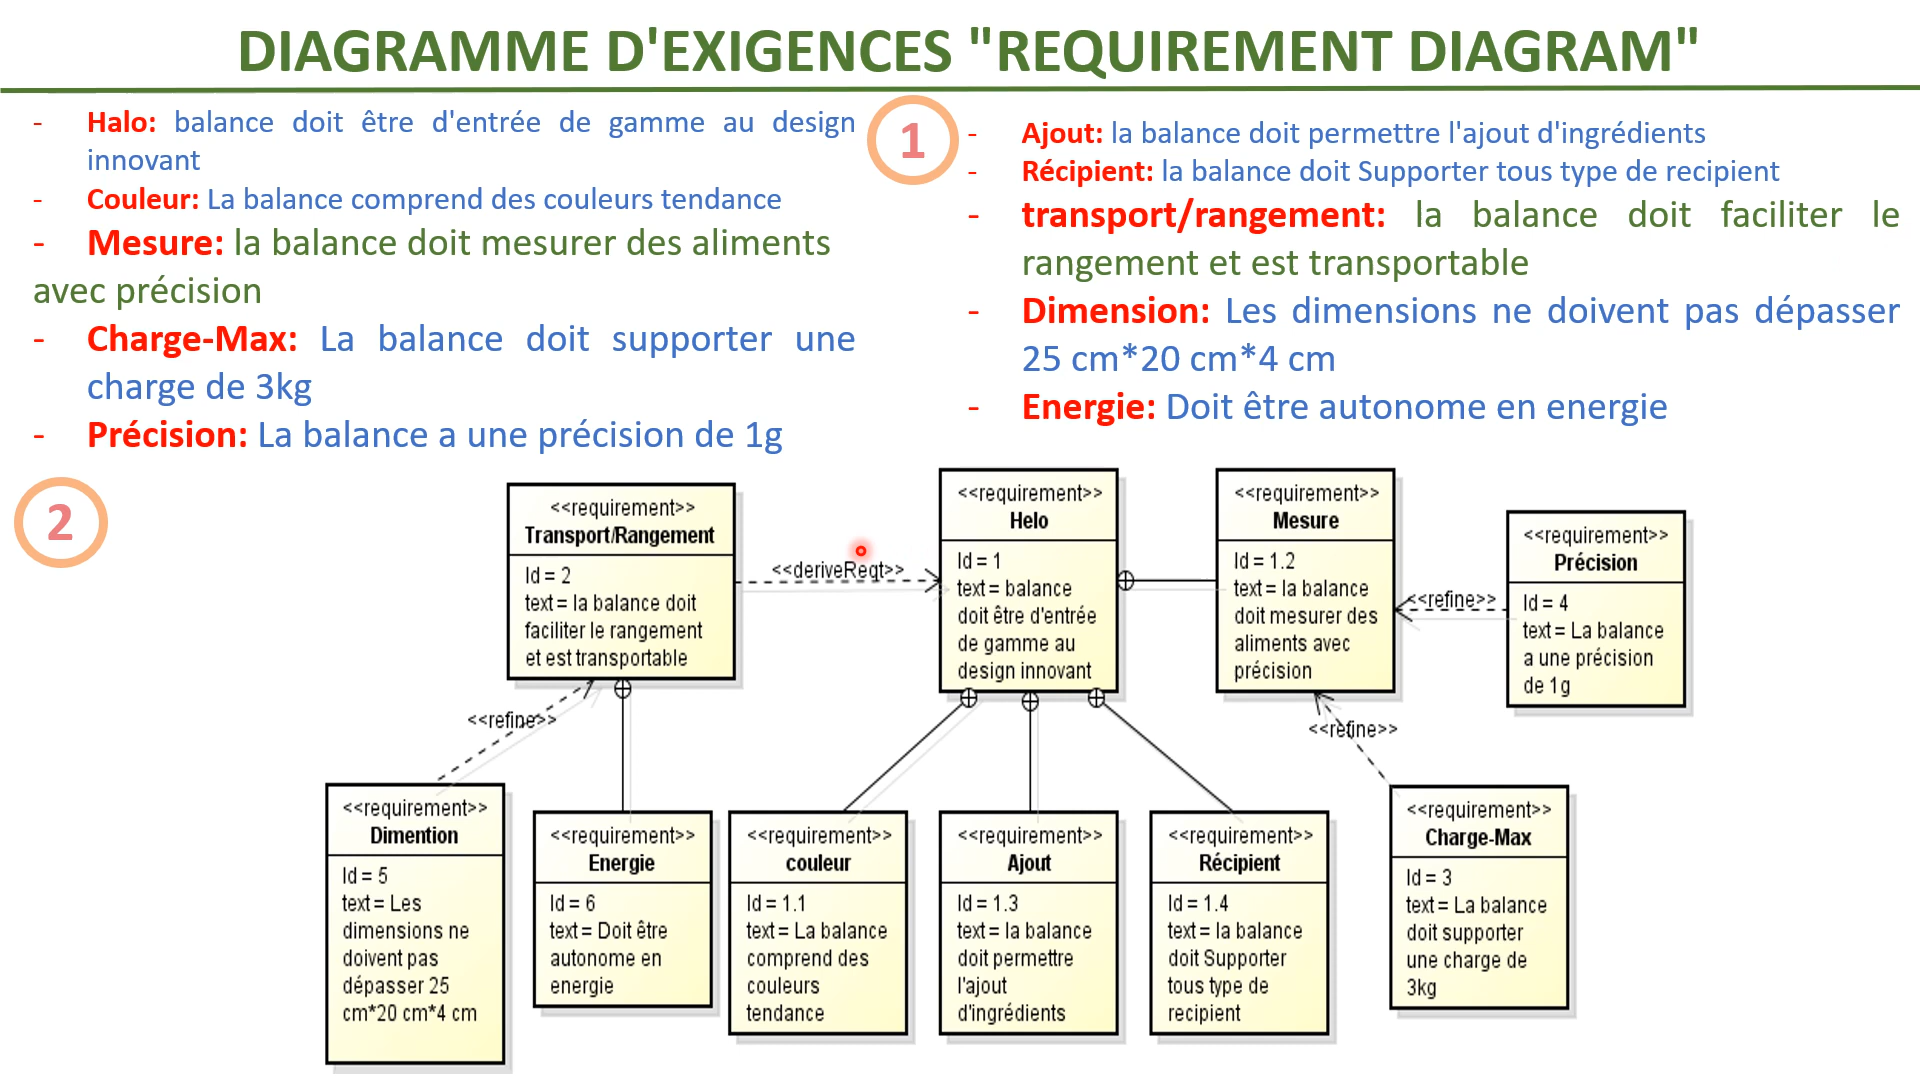 DIAGRAMME D'EXIGENCES "REQUIREMENT DIAGRAM"
- Halo: balance doit être d'entrée de gamme au design
innovant
- Couleur: La balance comprend des couleurs tendance
- Mesure: la balance doit mesurer des aliments
avec précision
- Charge-Max: La balance doit supporter une
charge de 3kg
- Précision: La balance a une précision de 1g
1
- Ajout: la balance doit permettre l'ajout d'ingrédients
- Récipient: la balance doit Supporter tous type de recipient
- transport/rangement: la balance doit faciliter le
rangement et est transportable
- Dimension: Les dimensions ne doivent pas dépasser
25 cm*20 cm*4 cm
- Energie: Doit être autonome en energie
2
<<requirement>>
Transport/Rangement
Id = 2
text = la balance doit
faciliter le rangement
et est transportable
<<deriveReqt>>
<<requirement>>
Helo
Id = 1
text = balance
doit être d'entrée
de gamme au
design innovant
<<requirement>>
Mesure
Id = 1.2
text = la balance
doit mesurer des
aliments avec
précision
<<refine>>
<<requirement>>
Précision
Id = 4
text = La balance
a une précision
de 1g
<<refine>>
<<refine>>
<<requirement>>
Dimention
Id = 5
text = Les
dimensions ne
doivent pas
dépasser 25
cm*20 cm*4 cm
<<requirement>>
Energie
Id = 6
text = Doit être
autonome en
energie
<<requirement>>
couleur
Id = 1.1
text = La balance
comprend des
couleurs
tendance
<<requirement>>
Ajout
Id = 1.3
text = la balance
doit permettre
l'ajout
d'ingrédients
<<requirement>>
Récipient
Id = 1.4
text = la balance
doit Supporter
tous type de
recipient
<<requirement>>
Charge-Max
Id = 3
text = La balance
doit supporter
une charge de
3kg